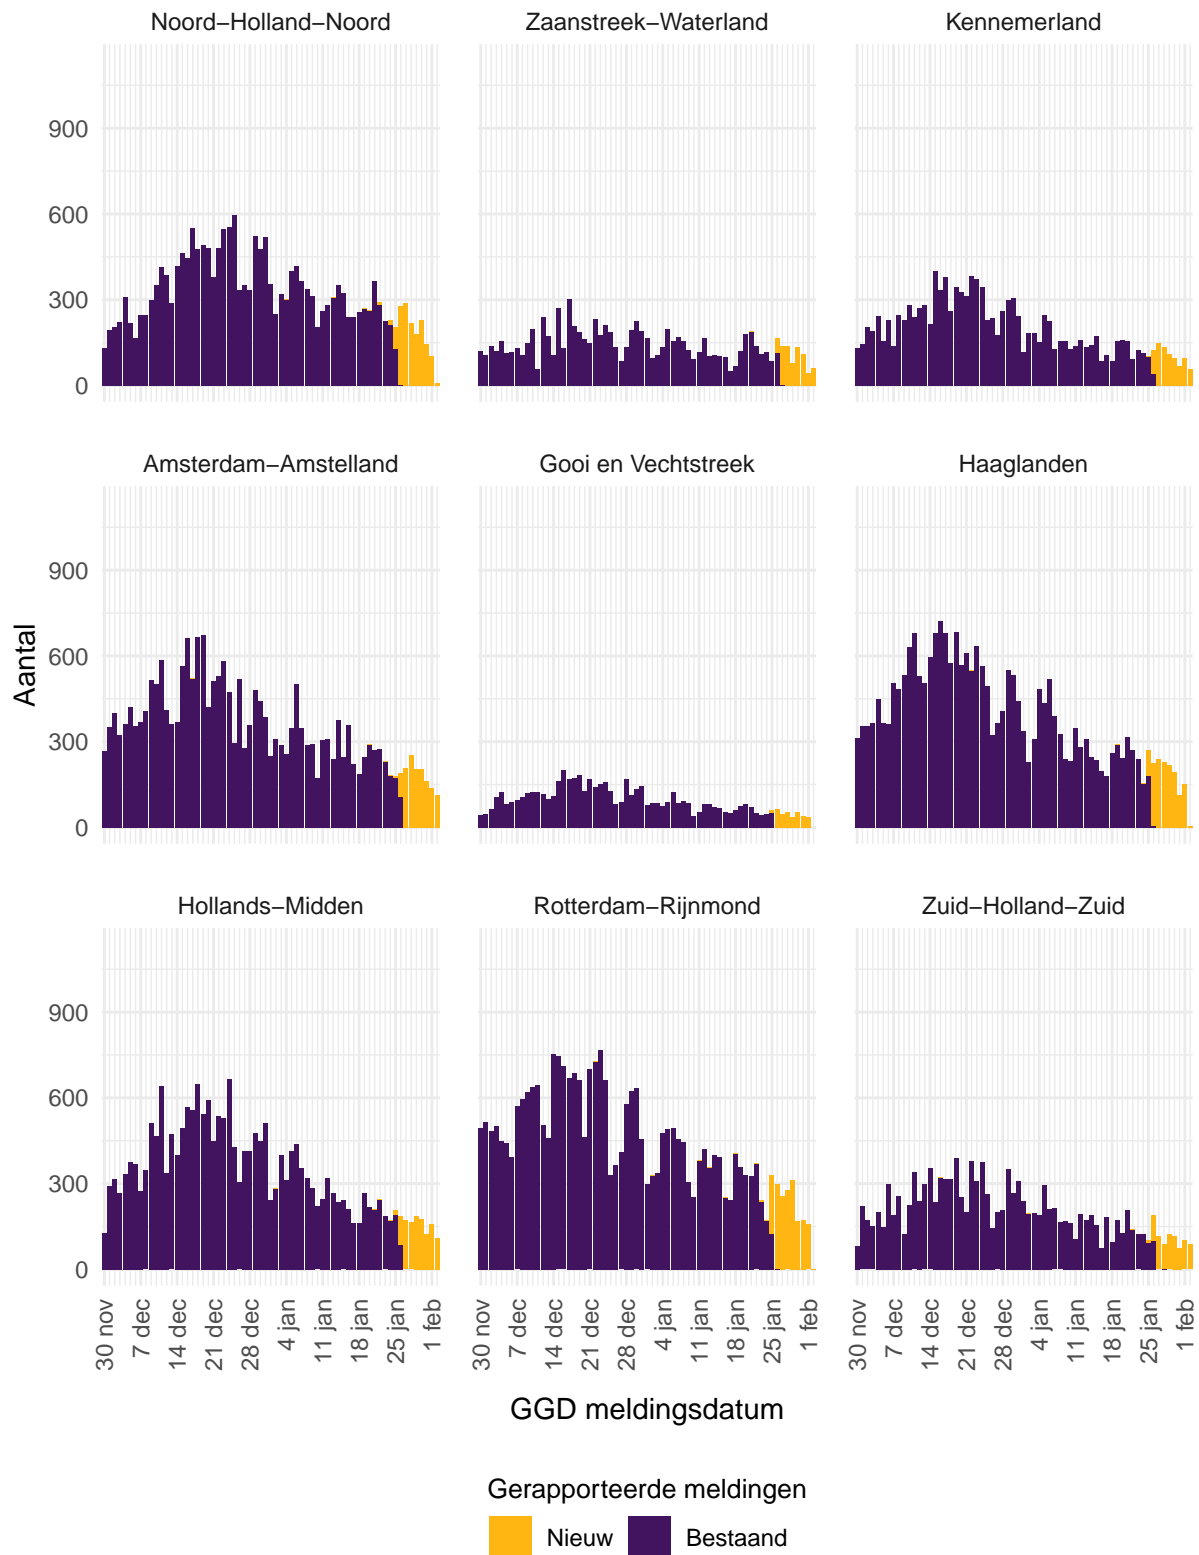 Noord−Holland−Noord Zaanstreek−Waterland Kennemerland
900
600
300
0
Amsterdam−Amstelland Gooi en Vechtstreek Haaglanden
900
600
300
0
Aantal
Hollands−Midden Rotterdam−Rijnmond Zuid−Holland−Zuid
900
600
300
0
30 nov 7 dec 14 dec 21 dec 28 dec 4 jan 11 jan 18 jan 25 jan 1 feb
30 nov 7 dec 14 dec 21 dec 28 dec 4 jan 11 jan 18 jan 25 jan 1 feb
30 nov 7 dec 14 dec 21 dec 28 dec 4 jan 11 jan 18 jan 25 jan 1 feb
GGD meldingsdatum
Gerapporteerde meldingen
Nieuw Bestaand